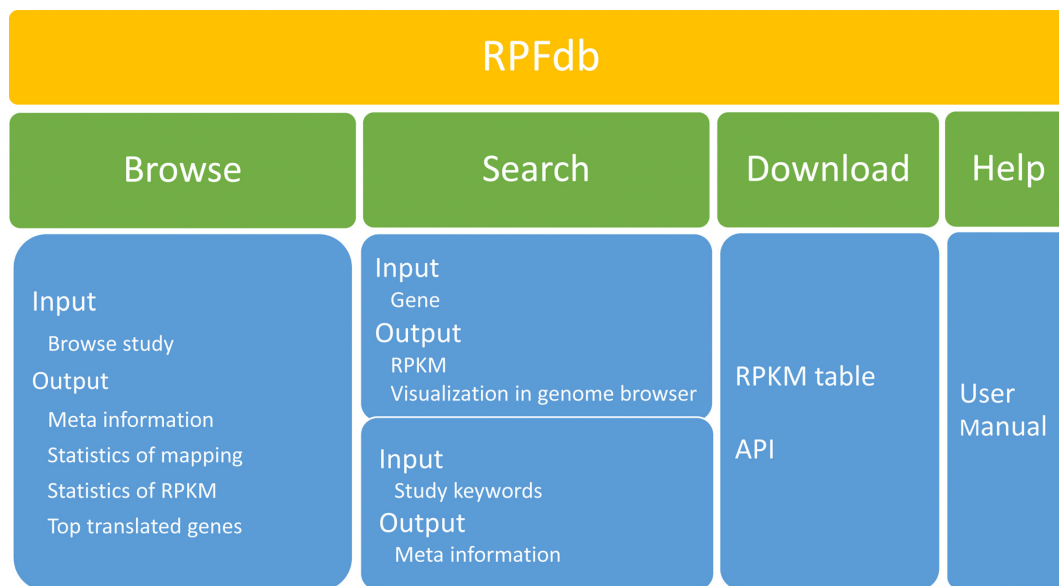 RPFdb
Browse
Search
Download
Help
Input
Browse study
Output
Meta information
Statistics of mapping
Statistics of RPKM
Top translated genes
Input
Gene
Output
RPKM
Visualization in genome browser
Input
Study keywords
Output
Meta information
RPKM table
API
User
Manual